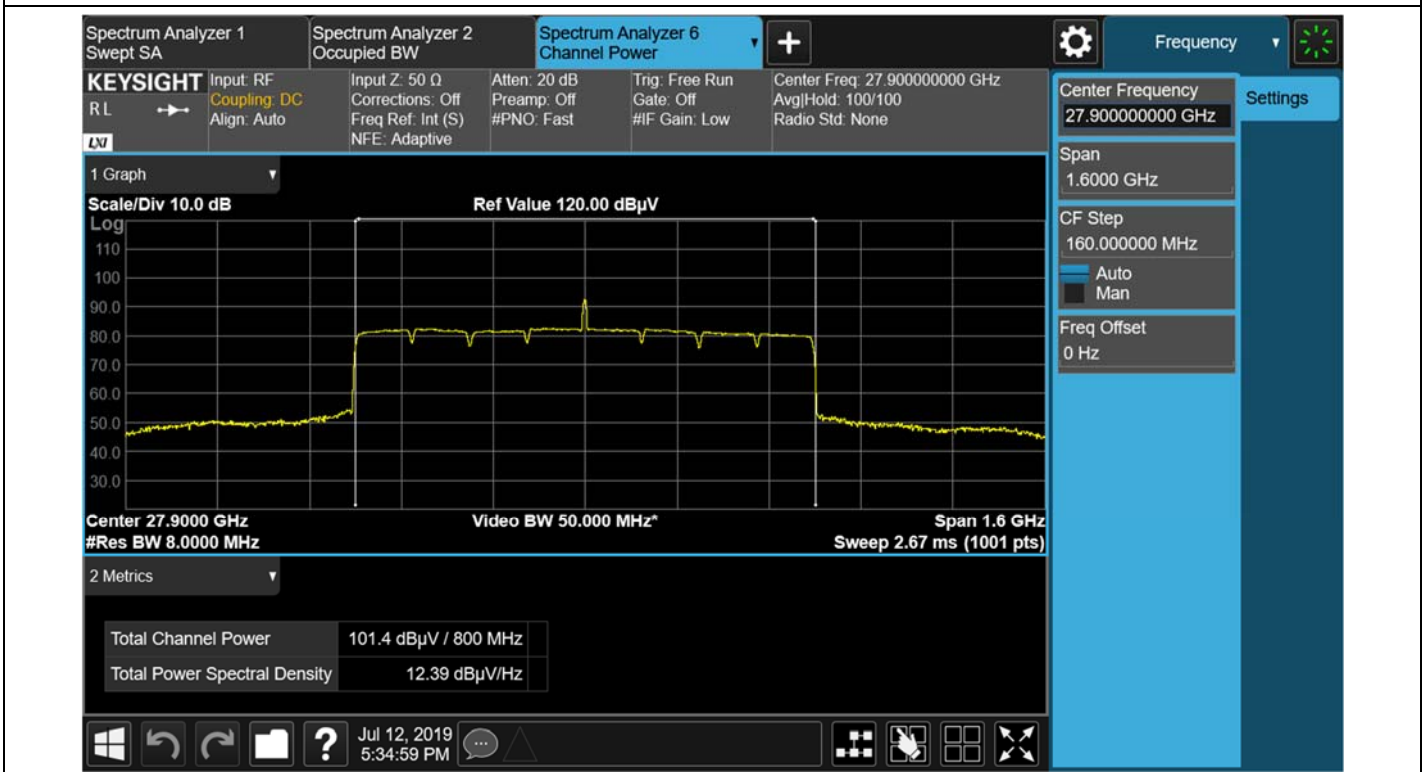 Spectrum Analyzer 1
Swept SA
Spectrum Analyzer 2
Occupied BW
Spectrum Analyzer 6
Channel Power
Frequency
KEYSIGHT
RL
LXI
Input: RF
Coupling: DC
Align: Auto
Input Z: 50 Ω
Corrections: Off
Freq Ref: Int (S)
NFE: Adaptive
Atten: 20 dB
Preamp: Off
#PNO: Fast
Trig: Free Run
Gate: Off
#IF Gain: Low
Center Freq: 27.900000000 GHz
Avg|Hold: 100/100
Radio Std: None
Center Frequency
27.900000000 GHz
Settings
Span
1.6000 GHz
CF Step
160.000000 MHz
Auto
Man
Freq Offset
0 Hz
1 Graph
Scale/Div 10.0 dB
Ref Value 120.00 dBµV
Log
110
100
90.0
80.0
70.0
60.0
50.0
40.0
30.0
Center 27.9000 GHz
Video BW 50.000 MHz*
Span 1.6 GHz
#Res BW 8.0000 MHz
Sweep 2.67 ms (1001 pts)
2 Metrics
Total Channel Power 101.4 dBµV / 800 MHz
Total Power Spectral Density 12.39 dBµV/Hz
?
Jul 12, 2019
5:34:59 PM